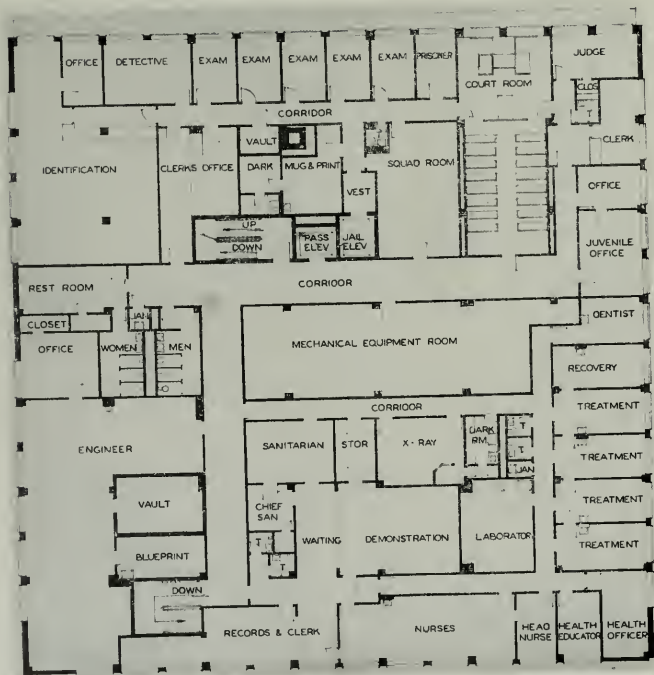 OFFICE
DETECTIVE
EXAM
EXAM
EXAM
EXAM
EXAM
PRISONER
COURT ROOM
JUDGE
CLOS
T
CLERK
CORRIDOR
IDENTIFICATION
CLERKS OFFICE
VAULT
DARK
MUG & PRINT
VEST
SQUAD ROOM
OFFICE
JUVENILE
OFFICE
UP
DOWN
PASS
ELEV
JAIL
ELEV
REST ROOM
CORRIDOR
CLOSET
JAN
OFFICE
WOMEN
MEN
MECHANICAL EQUIPMENT ROOM
DENTIST
RECOVERY
CORRIDOR
TREATMENT
ENGINEER
SANITARIAN
STOR
X-RAY
DARK
RM.
T
T
JAN
TREATMENT
VAULT
CHIEF
SAN
WAITING
DEMONSTRATION
LABORATOR
TREATMENT
BLUEPRINT
T
T
TREATMENT
DOWN
RECORDS & CLERK
NURSES
HEAD
NURSE
HEALTH
EDUCATOR
HEALTH
OFFICER